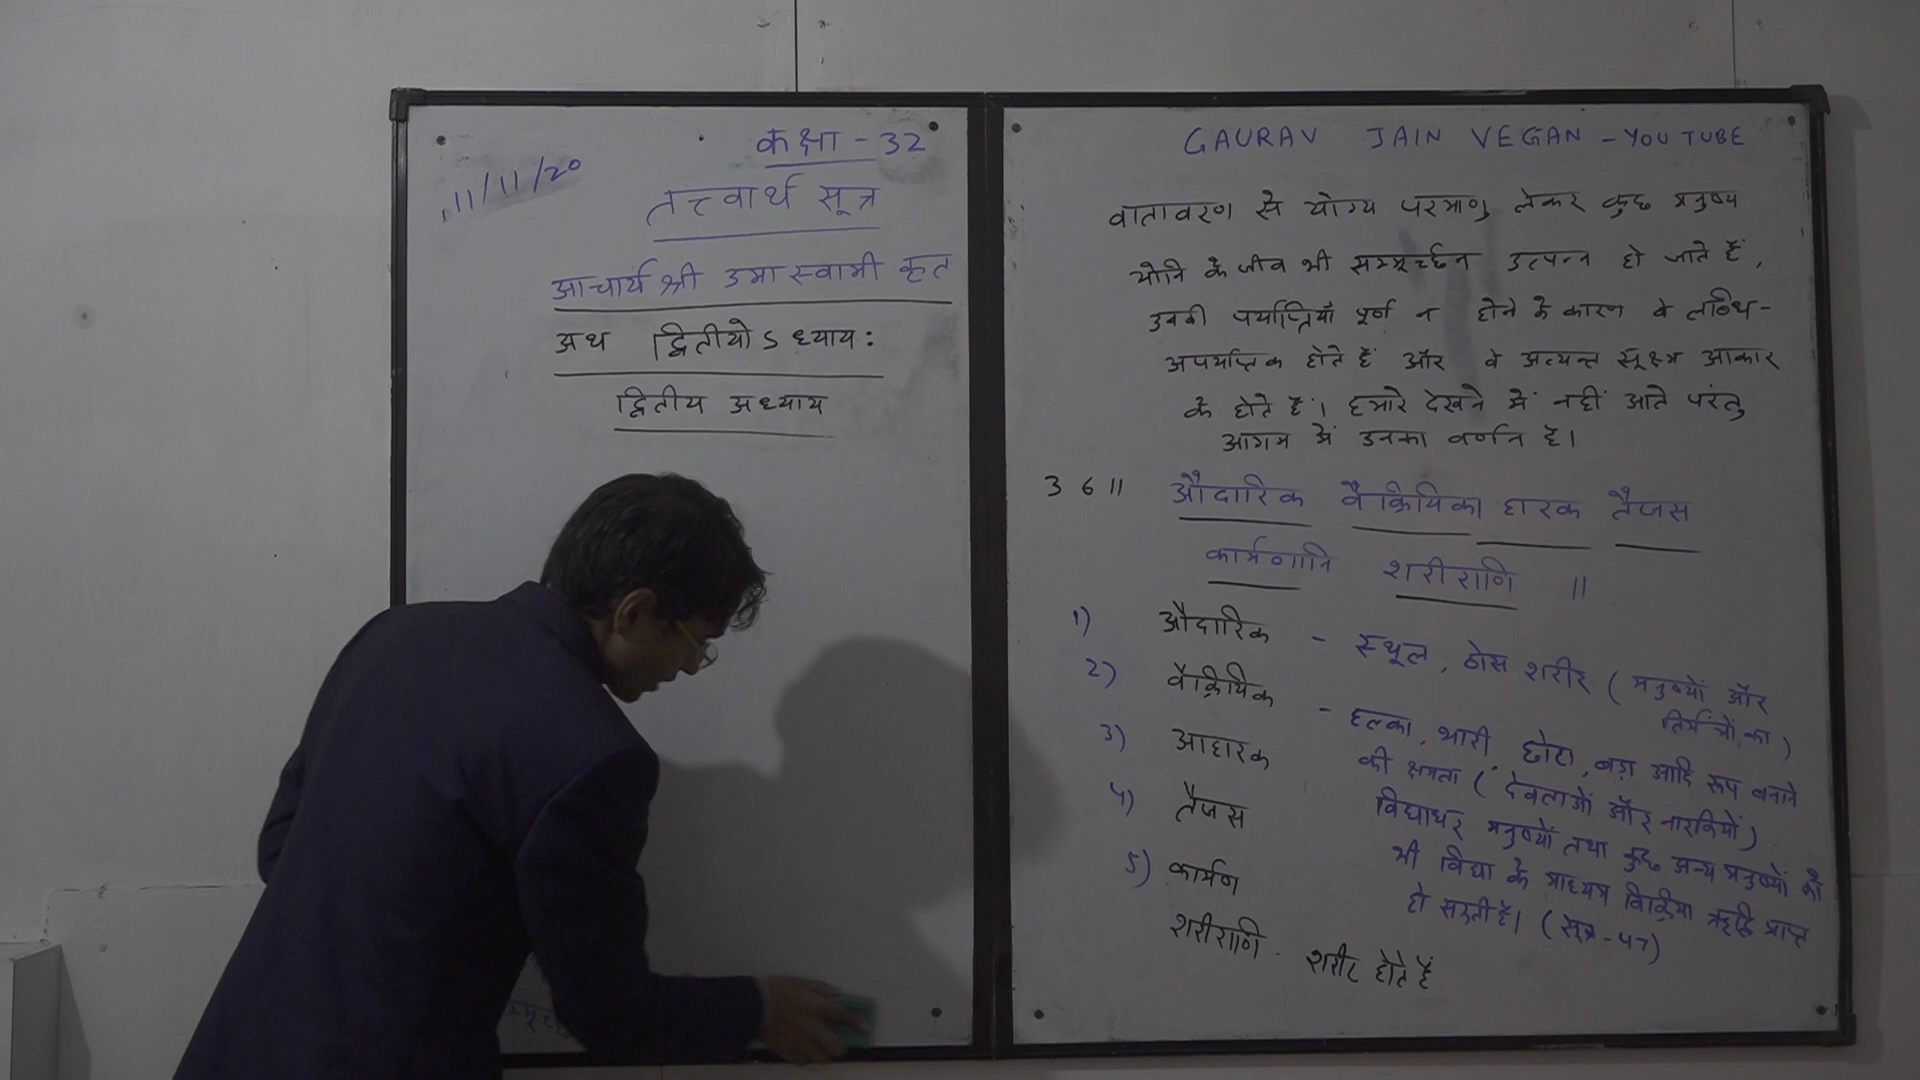 कक्षा - 32
11/11/20
तत्त्वार्थ सूत्र
आचार्य श्री उमास्वामी कृत
अथ द्वितीयोऽध्याय:
द्वितीय अध्याय
GAURAV JAIN VEGAN - YOUTUBE
वातावरण से योग्य परमाणु लेकर कुछ मनुष्य
योनि के जीव भी सम्मूर्च्छन उत्पन्न हो जाते हैं,
उनकी पर्याप्तियाँ पूर्ण न होने के कारण वे लब्धि-
अपर्याप्तक होते हैं और वे अत्यन्त सूक्ष्म आकार
के होते हैं। हमारे देखने में नहीं आते परंतु
आगम में उनका वर्णन है।
36॥ औदारिक वैक्रियिका हारक तैजस
कार्मणानि शरीराणि ॥
1) औदारिक - स्थूल, ठोस शरीर ( मनुष्यों और
तिर्यंचों का )
2) वैक्रियिक - हल्का, भारी, छोटा, बड़ा आदि रूप बनाने
की क्षमता ( देवताओं और नारकियों )
विद्याधर मनुष्यों तथा कुछ अन्य मनुष्यों को
भी विद्या के माध्यम विक्रिया ऋद्धि प्राप्त
हो सकती है। ( सूत्र - 47 )
3) आहारक
4) तैजस
5) कार्मण
शरीराणि - शरीर होते हैं